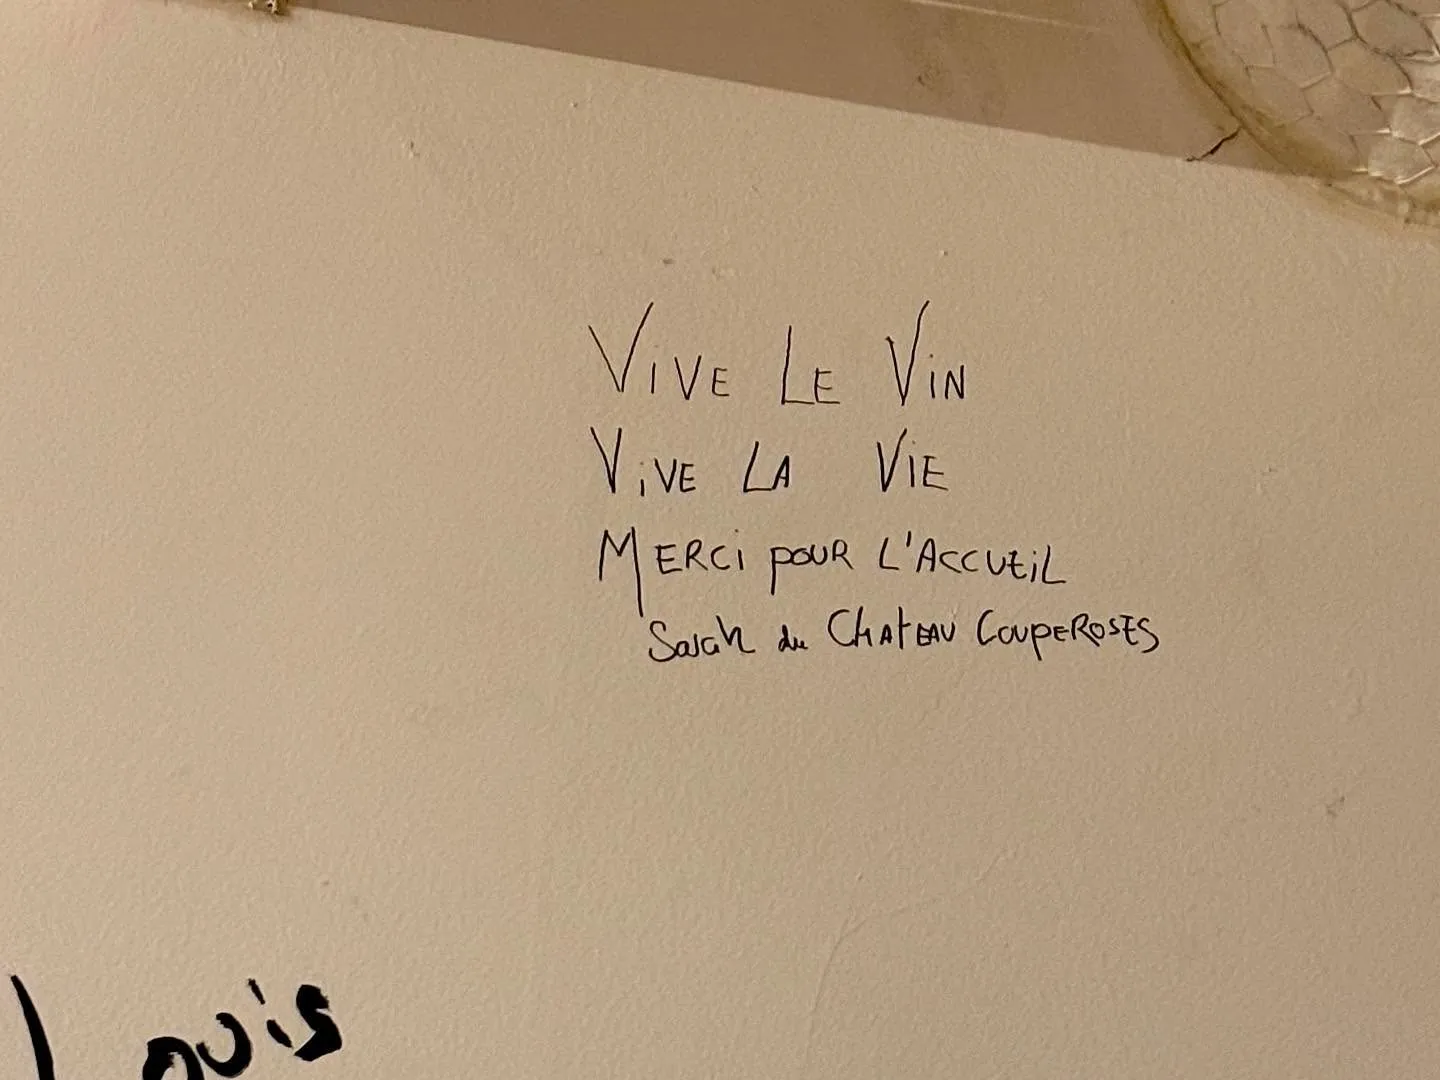 Vive Le Vin
Vive La Vie
Merci pour l'Accueil
Sarah du Chateau Couperoses
Louis